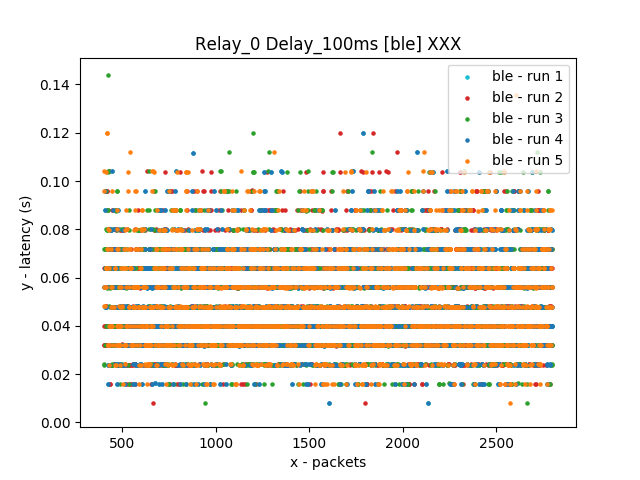 Relay_0 Delay_100ms [ble] XXX
y - latency (s)
0.14
0.12
0.10
0.08
0.06
0.04
0.02
0.00
ble - run 1
ble - run 2
ble - run 3
ble - run 4
ble - run 5
500
1000
1500
2000
2500
x - packets